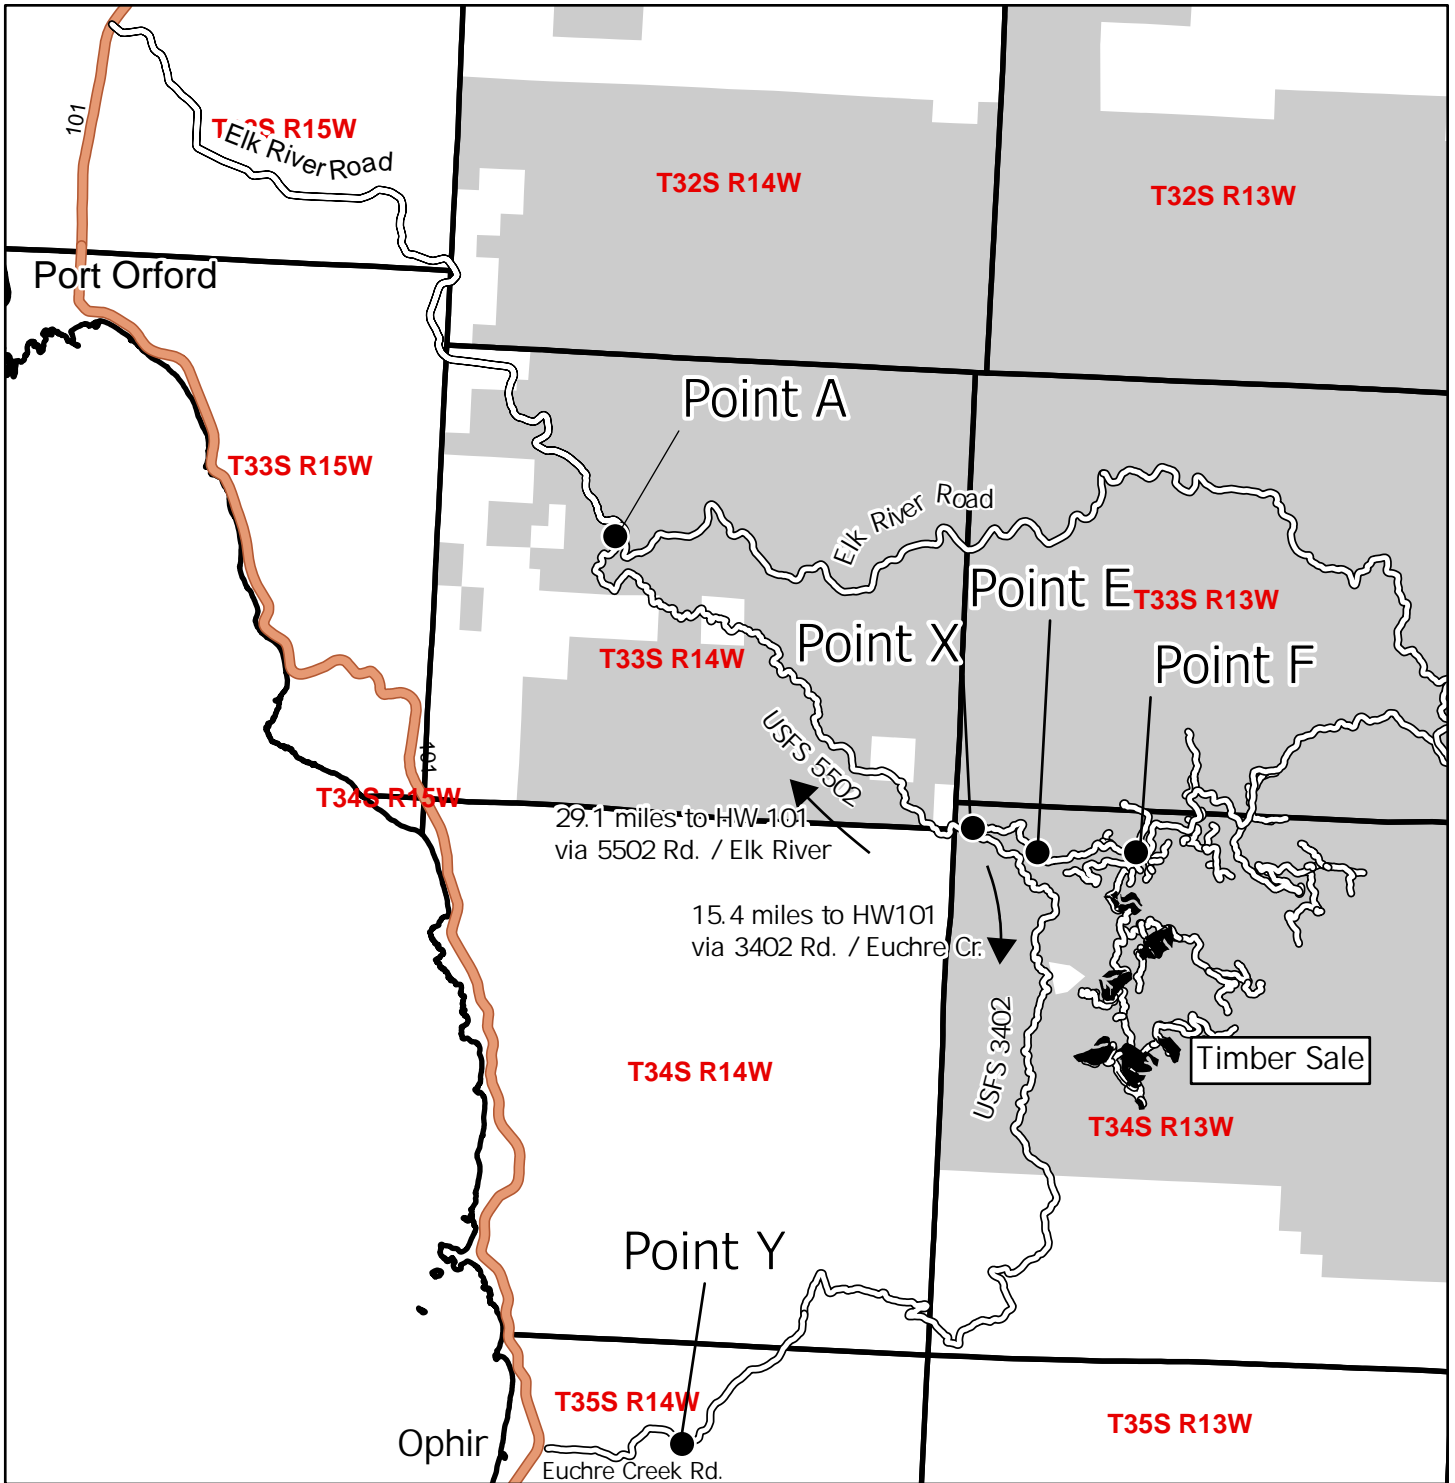 101
T32S R15W
Elk River Road
T32S R14W
T32S R13W
Port Orford
Point A
T33S R15W
Elk River Road
Point E
T33S R13W
Point X
T33S R14W
Point F
USFS 5502
101
T34S R15W
29.1 miles to HW 101
via 5502 Rd. / Elk River
15.4 miles to HW101
via 3402 Rd. / Euchre Cr.
USFS 3402
Timber Sale
T34S R14W
T34S R13W
Point Y
T35S R14W
T35S R13W
Ophir
Euchre Creek Rd.